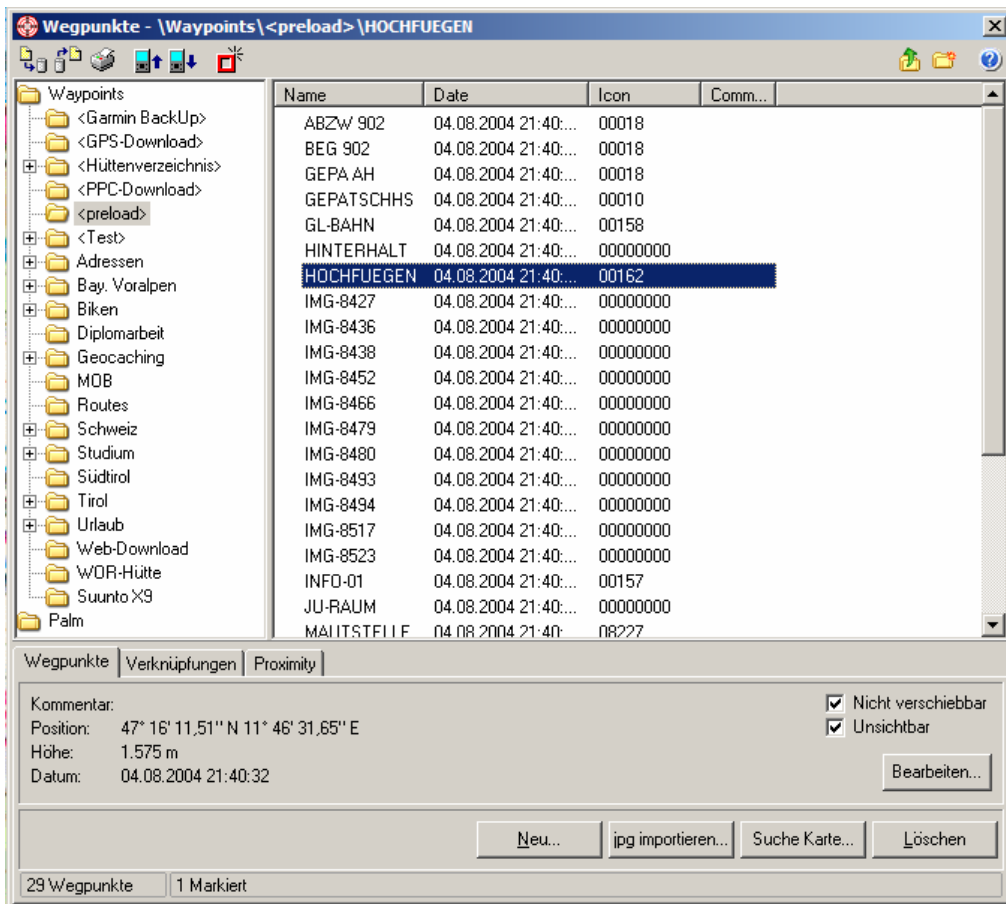 Wegpunkte - \Waypoints\<preload>\HOCHFUEGEN
Waypoints
<Garmin BackUp>
<GPS-Download>
<Hüttenverzeichnis>
<PPC-Download>
<preload>
<Test>
Adressen
Bay. Voralpen
Biken
Diplomarbeit
Geocaching
MOB
Routes
Schweiz
Studium
Südtirol
Tirol
Urlaub
Web-Download
WOR-Hütte
Suunto X9
Palm
Name Date Icon Comm...
ABZW 902 04.08.2004 21:40:... 00018
BEG 902 04.08.2004 21:40:... 00018
GEPA AH 04.08.2004 21:40:... 00018
GEPATSCHHS 04.08.2004 21:40:... 00010
GL-BAHN 04.08.2004 21:40:... 00158
HINTERHALT 04.08.2004 21:40:... 00000000
HOCHFUEGEN 04.08.2004 21:40:... 00162
IMG-8427 04.08.2004 21:40:... 00000000
IMG-8436 04.08.2004 21:40:... 00000000
IMG-8438 04.08.2004 21:40:... 00000000
IMG-8452 04.08.2004 21:40:... 00000000
IMG-8466 04.08.2004 21:40:... 00000000
IMG-8479 04.08.2004 21:40:... 00000000
IMG-8480 04.08.2004 21:40:... 00000000
IMG-8493 04.08.2004 21:40:... 00000000
IMG-8494 04.08.2004 21:40:... 00000000
IMG-8517 04.08.2004 21:40:... 00000000
IMG-8523 04.08.2004 21:40:... 00000000
INFO-01 04.08.2004 21:40:... 00157
JU-RAUM 04.08.2004 21:40:... 00000000
MAUTSTELLE 04.08.2004 21:40:... 08227
Wegpunkte Verknüpfungen Proximity
Kommentar:
Position: 47° 16' 11,51'' N 11° 46' 31,65'' E
Höhe: 1.575 m
Datum: 04.08.2004 21:40:32
Nicht verschiebbar
Unsichtbar
Bearbeiten...
Neu... jpg importieren... Suche Karte... Löschen
29 Wegpunkte 1 Markiert